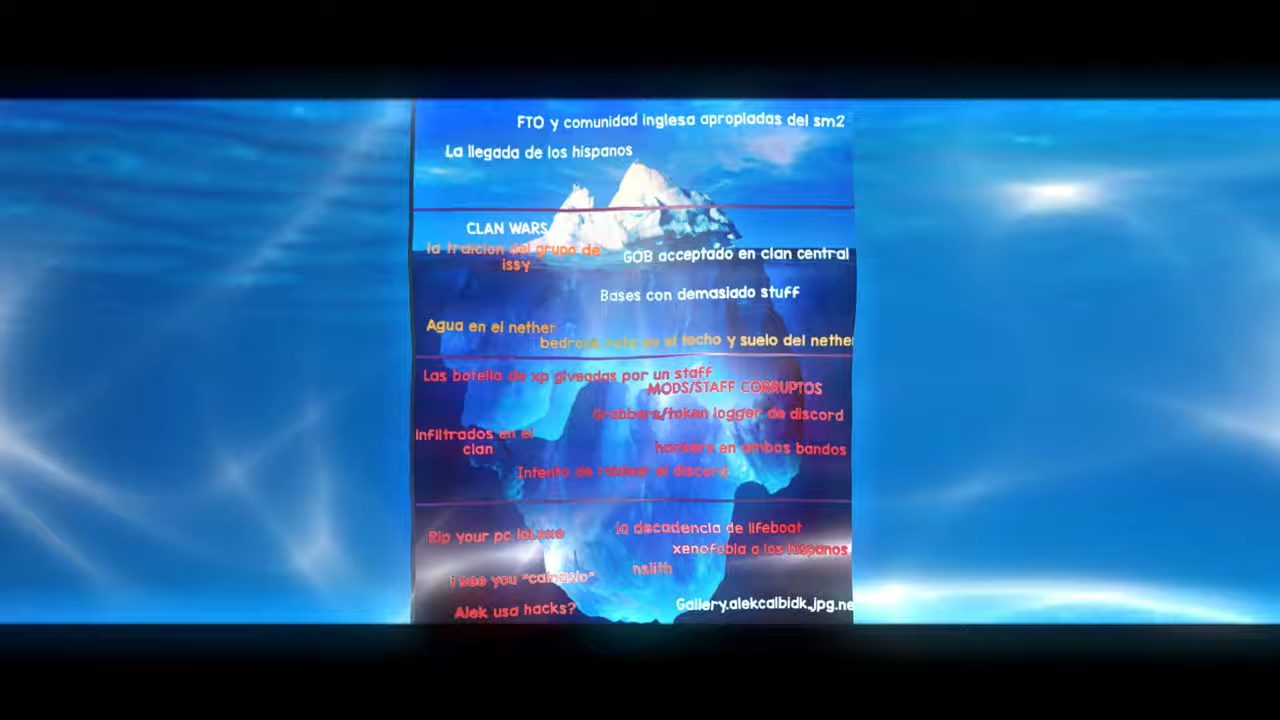 FTO y comunidad inglesa apropiadas del sm2
La llegada de los hispanos
CLAN WARS
la traicion del grupo de
issy
GOB acceptado en clan central
Bases con demasiado stuff
Agua en el nether
bedrock rota en el techo y suelo del nether
Las botella de xp giveadas por un staff
MODS/STAFF CORRUPTOS
Grabbers/token logger de discord
infiltrados en el
clan
hackers en ambos bandos
Intento de raidear el discord
Rip your pc lol.exe
la decadencia de lifeboat
xenofobia a los hispanos
nslith
i see you "calnasio"
Alek usa hacks?
Gallery.alekcalbidk_jpg.ne